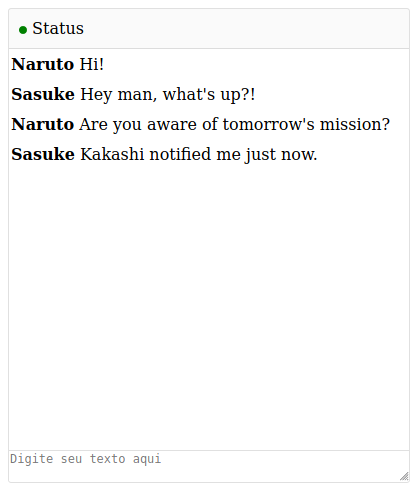 Status
Naruto Hi!
Sasuke Hey man, what's up?!
Naruto Are you aware of tomorrow's mission?
Sasuke Kakashi notified me just now.
Digite seu texto aqui